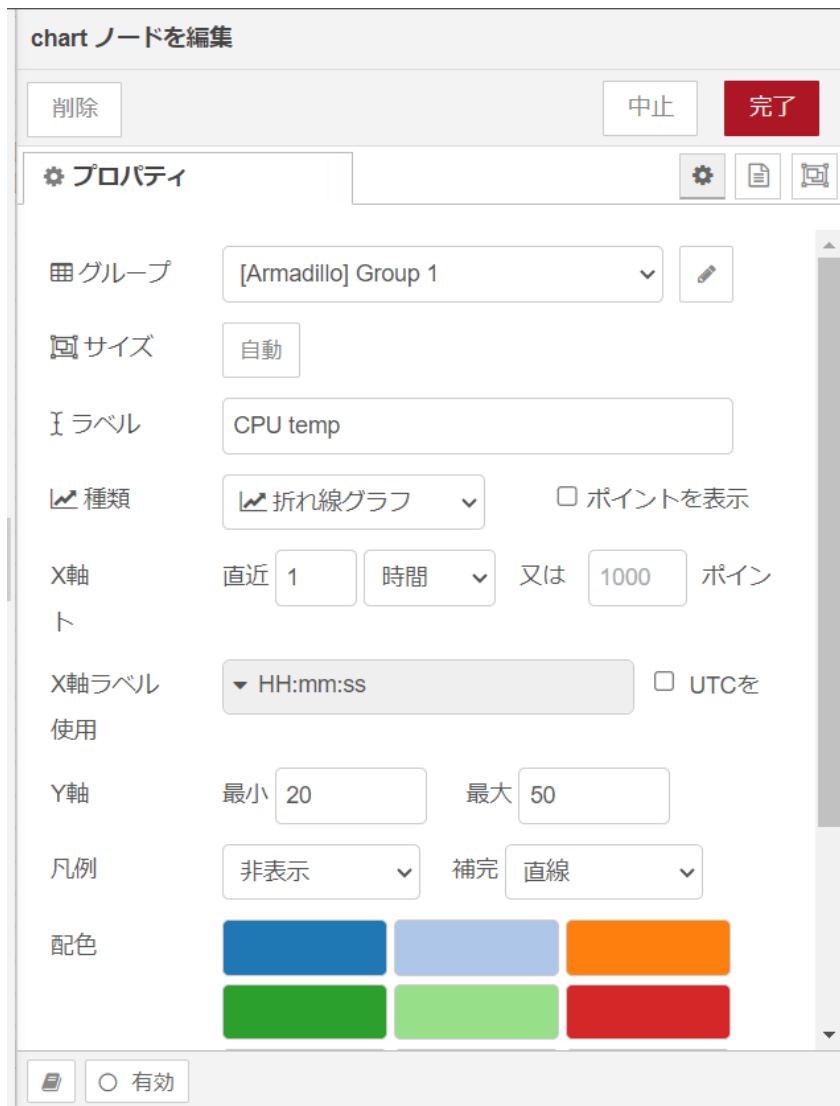 chart ノードを編集
削除 中止 完了
プロパティ
グループ [Armadillo] Group 1
サイズ 自動
ラベル CPU temp
種類 折れ線グラフ ポイントを表示
X軸 直近 1 時間 又は 1000 ポイン
ト
X軸ラベル HH:mm:ss UTCを
使用
Y軸 最小 20 最大 50
凡例 非表示 補完 直線
配色
有効